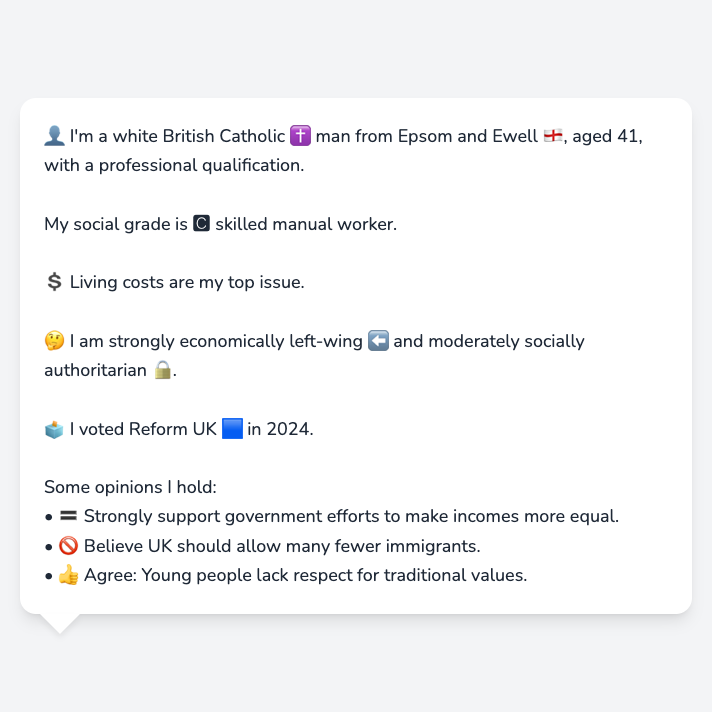 👤 I'm a white British Catholic ✝️ man from Epsom and Ewell 🏴󠁧󠁢󠁥󠁮󠁧󠁿, aged 41,
with a professional qualification.
My social grade is 🅲 skilled manual worker.
💲 Living costs are my top issue.
🤔 I am strongly economically left-wing ⬅️ and moderately socially
authoritarian 🔒.
🗳️ I voted Reform UK 🟦 in 2024.
Some opinions I hold:
• 🟰 Strongly support government efforts to make incomes more equal.
• 🚫 Believe UK should allow many fewer immigrants.
• 👍 Agree: Young people lack respect for traditional values.